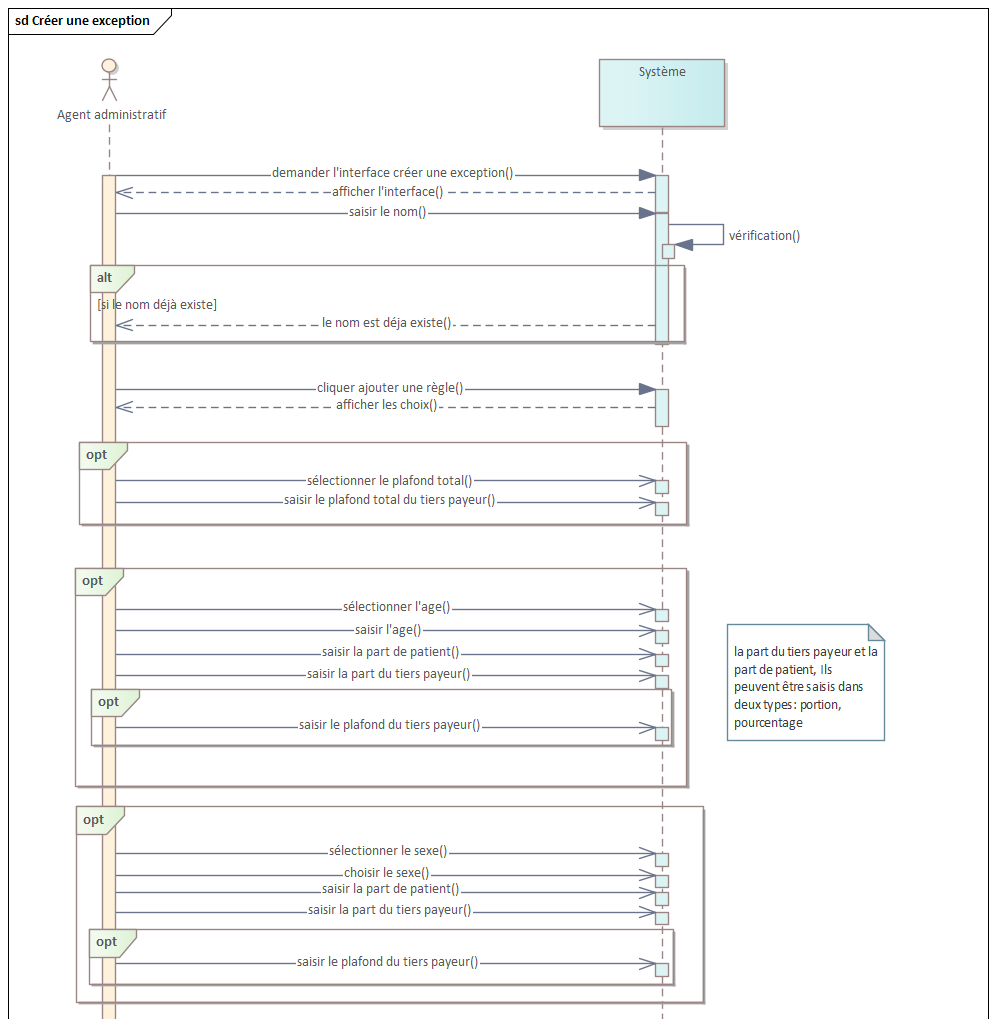 sd Créer une exception
Agent administratif
Système
demander l'interface créer une exception()
afficher l'interface()
saisir le nom()
vérification()
alt
[si le nom déjà existe]
le nom est déja existe()
cliquer ajouter une règle()
afficher les choix()
opt
sélectionner le plafond total()
saisir le plafond total du tiers payeur()
opt
sélectionner l'age()
saisir l'age()
saisir la part de patient()
saisir la part du tiers payeur()
opt
saisir le plafond du tiers payeur()
la part du tiers payeur et la
part de patient, Ils
peuvent être saisis dans
deux types: portion,
pourcentage
opt
sélectionner le sexe()
choisir le sexe()
saisir la part de patient()
saisir la part du tiers payeur()
opt
saisir le plafond du tiers payeur()